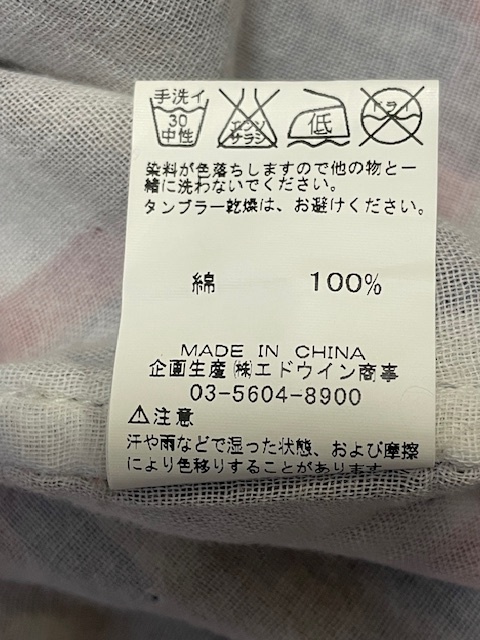 手洗イ
30
中性
エンソ
サラシ
低
ドライ
染料が色落ちしますので他の物と一
緒に洗わないでください。
タンブラー乾燥は、お避けください。
綿 100%
MADE IN CHINA
企画生産㈱エドウイン商事
03-5604-8900
⚠注意
汗や雨などで湿った状態、および摩擦
により色移りすることがあります